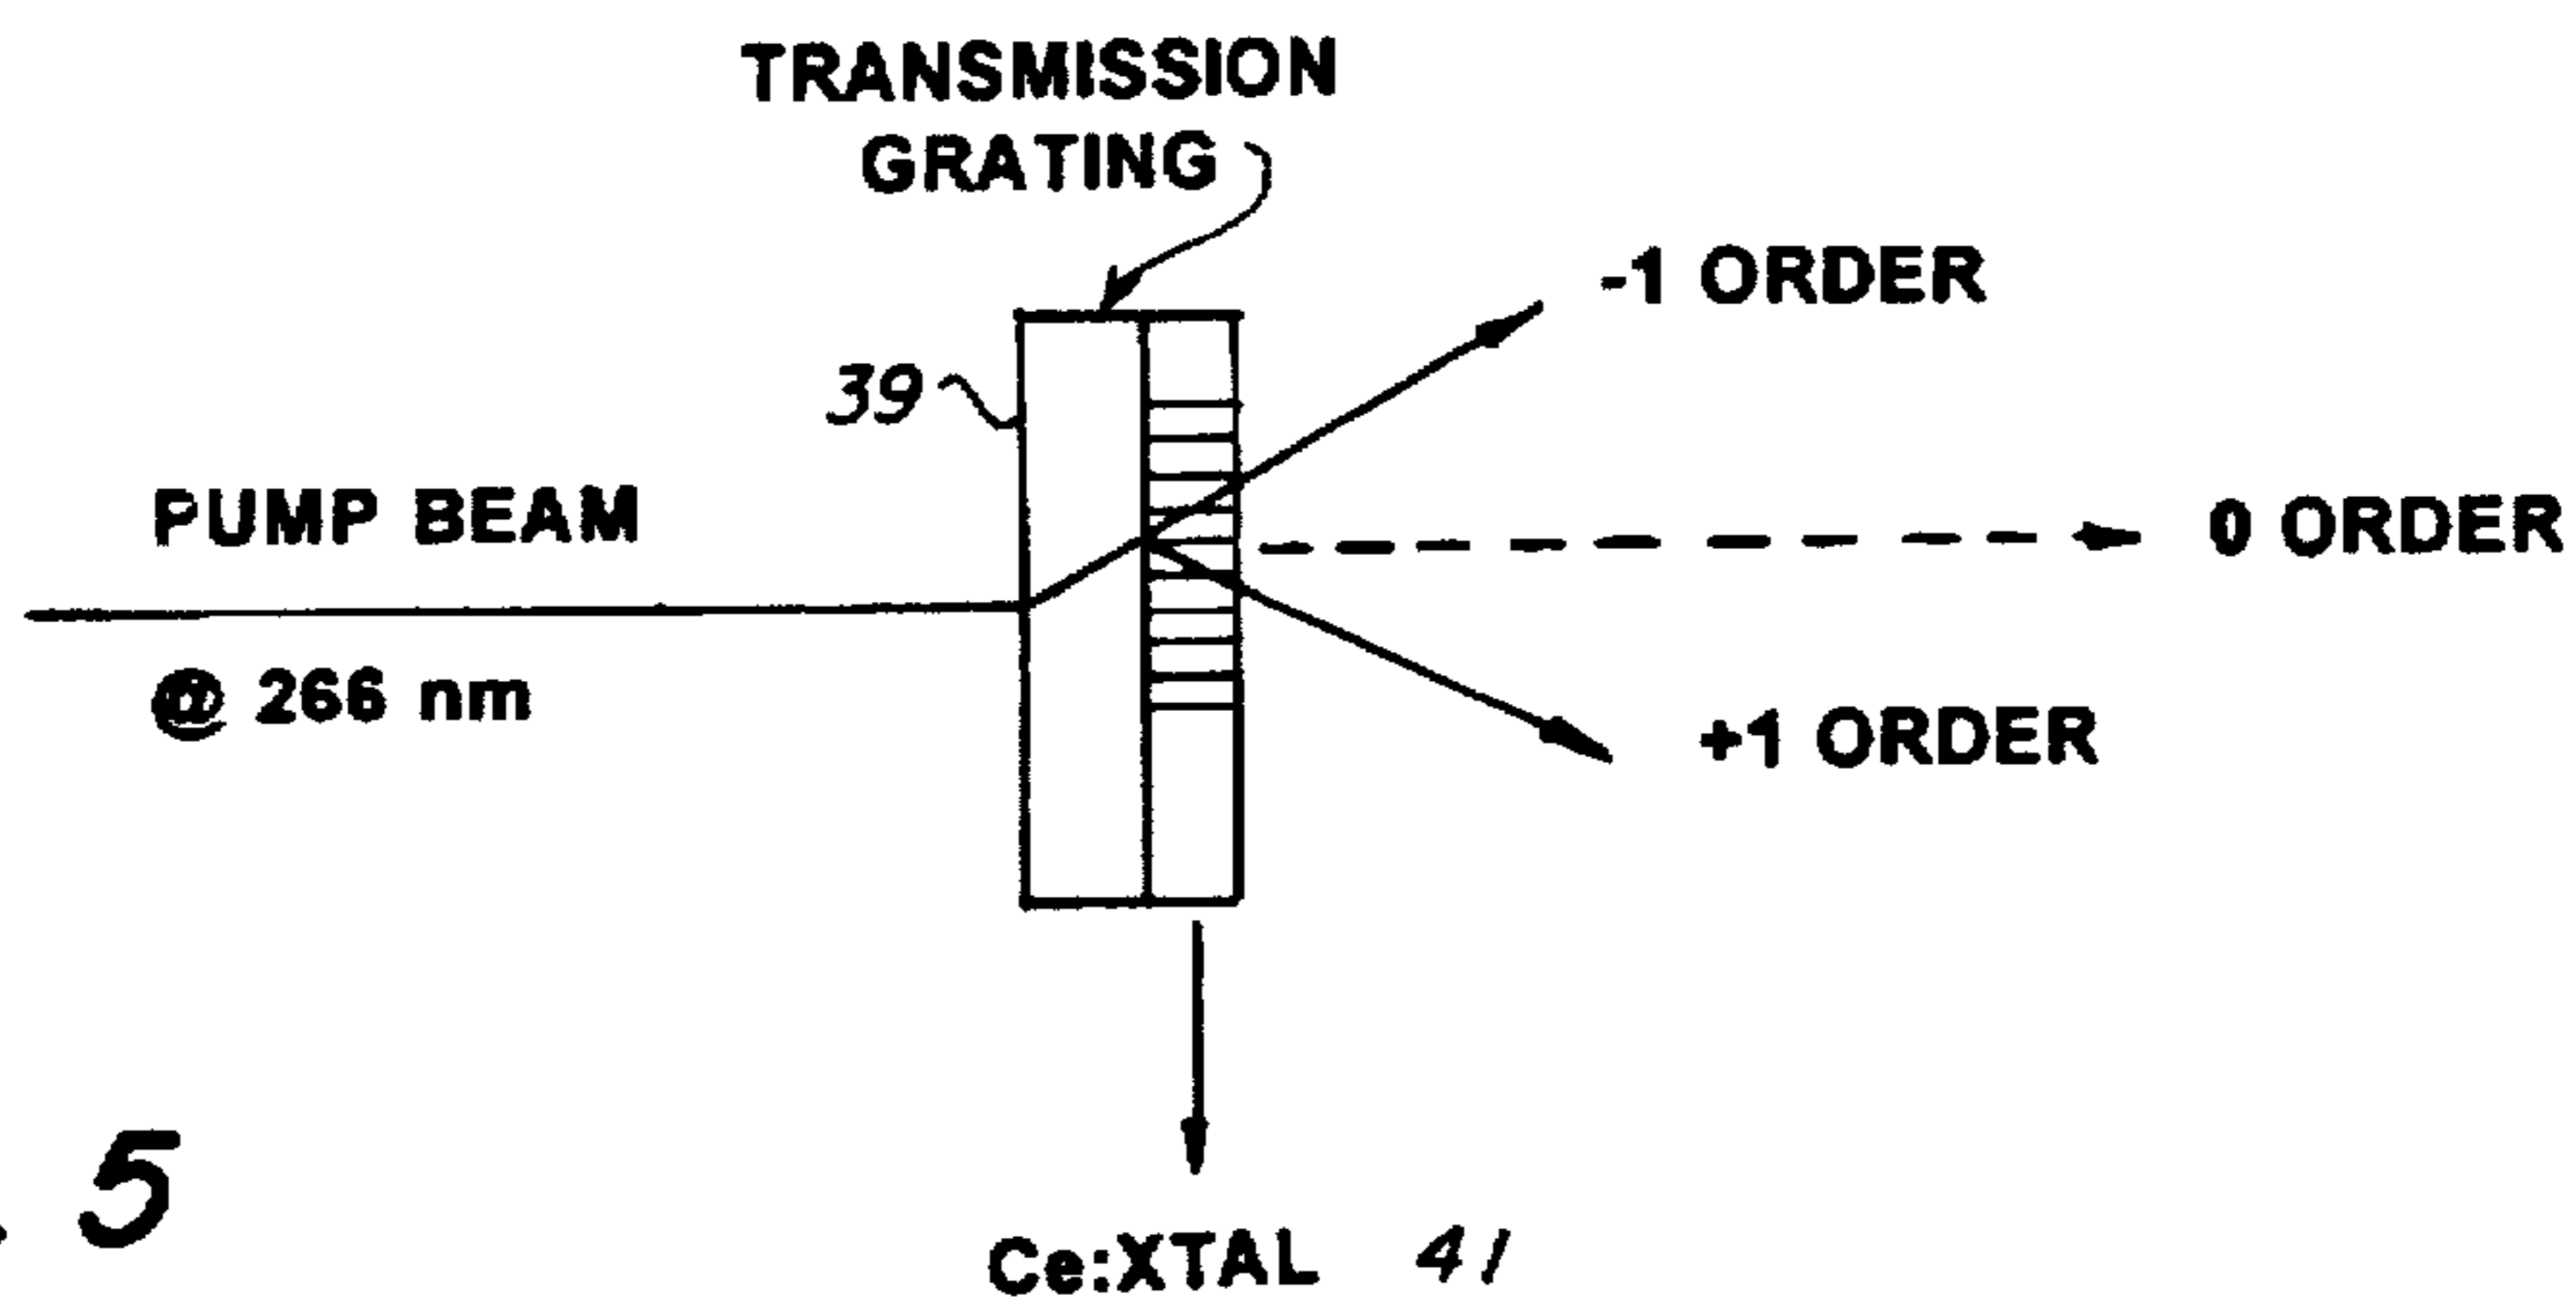 TRANSMISSION
GRATING
-1 ORDER
39
PUMP BEAM
0 ORDER
@ 266 nm
+1 ORDER
5
Ce:XTAL 41